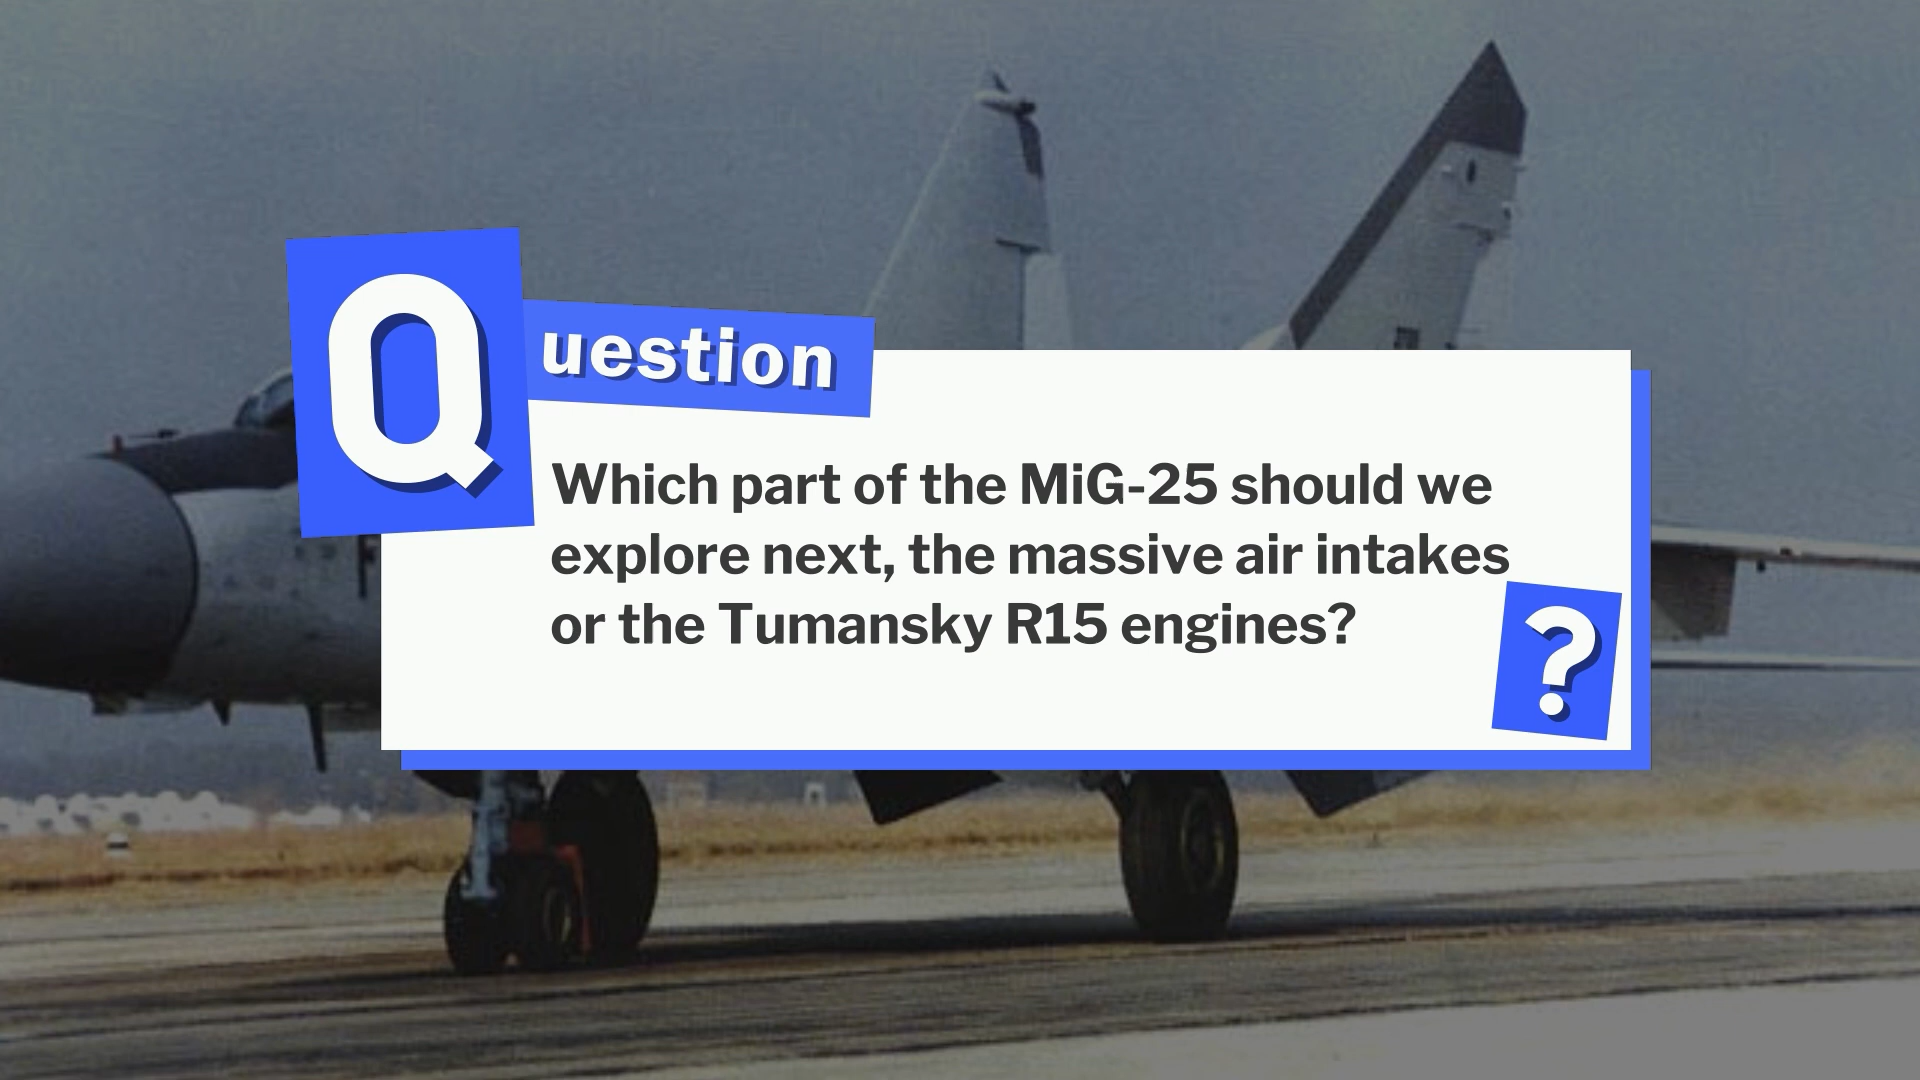 Question
Which part of the MiG-25 should we
explore next, the massive air intakes
or the Tumansky R15 engines?
?